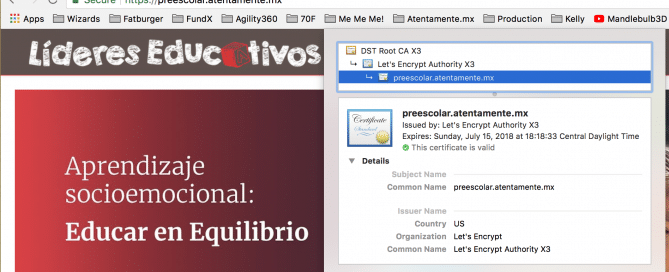 Secure https://preescolar.atentamente.mx
Apps Wizards Fatburger FundX Agility360 70F Me Me Me! Atentamente.mx Production Kelly Mandlebulb3D
Líderes Educativos
Aprendizaje
socioemocional:
Educar en Equilibrio
DST Root CA X3
Let's Encrypt Authority X3
preescolar.atentamente.mx
Certificate
Standard
preescolar.atentamente.mx
Issued by: Let's Encrypt Authority X3
Expires: Sunday, July 15, 2018 at 18:18:33 Central Daylight Time
This certificate is valid
Details
Subject Name
Common Name preescolar.atentamente.mx
Issuer Name
Country US
Organization Let's Encrypt
Common Name Let's Encrypt Authority X3